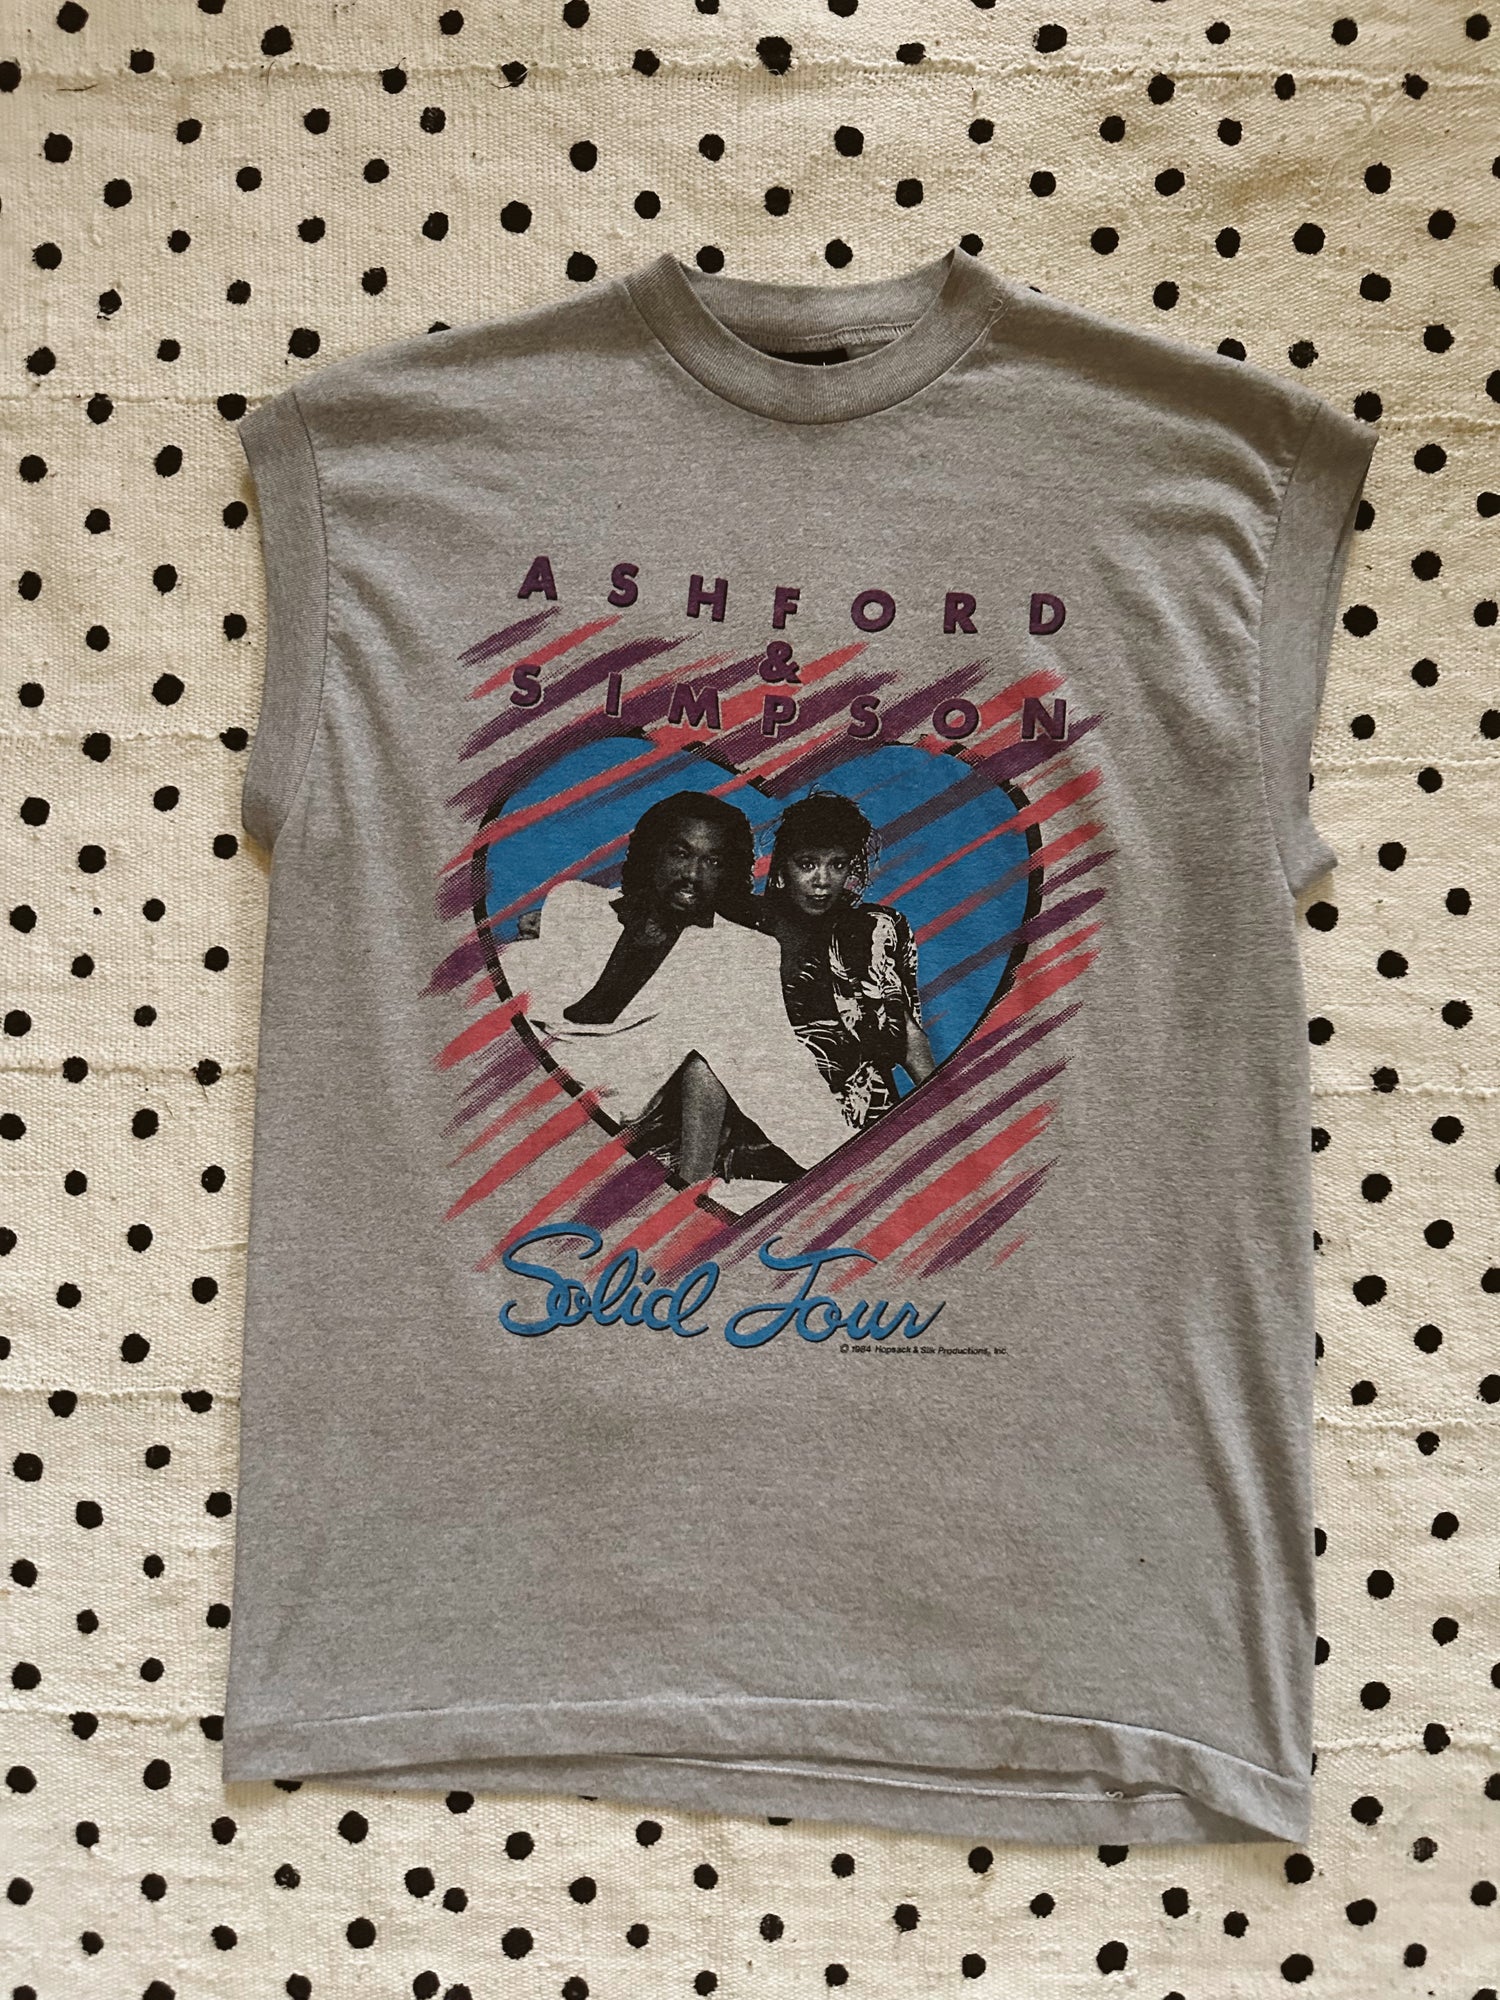 ASHFORD
&
SIMPSON
Solid Tour
© 1984 Hopsack & Silk Productions, Inc.